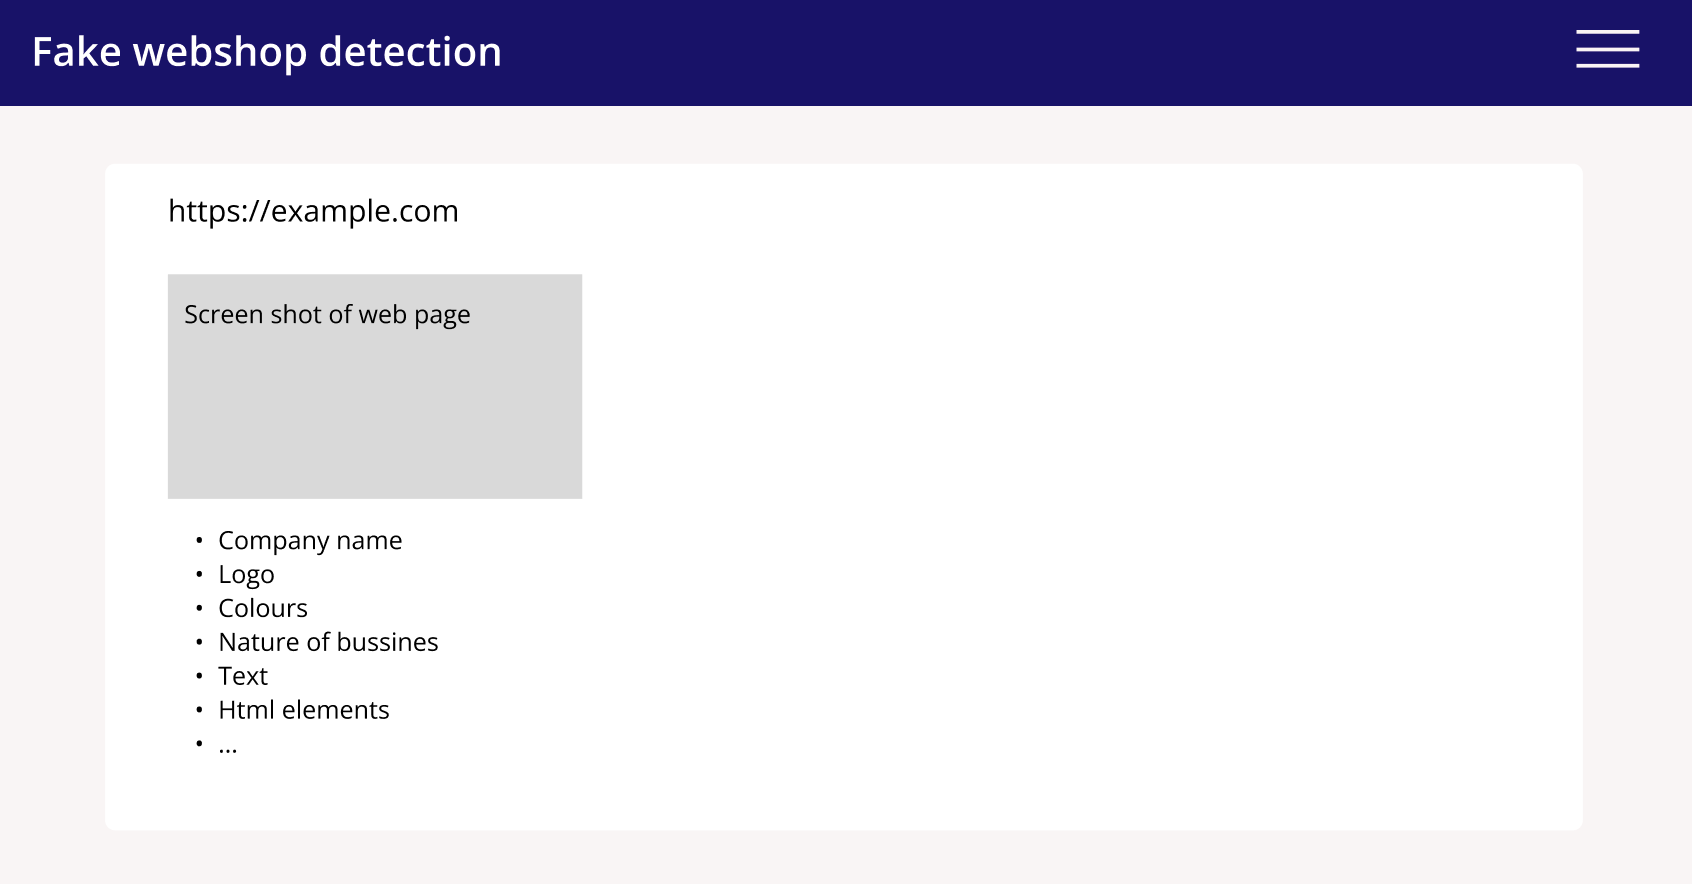 Fake webshop detection
https://example.com
Screen shot of web page
• Company name
• Logo
• Colours
• Nature of bussines
• Text
• Html elements
• ...